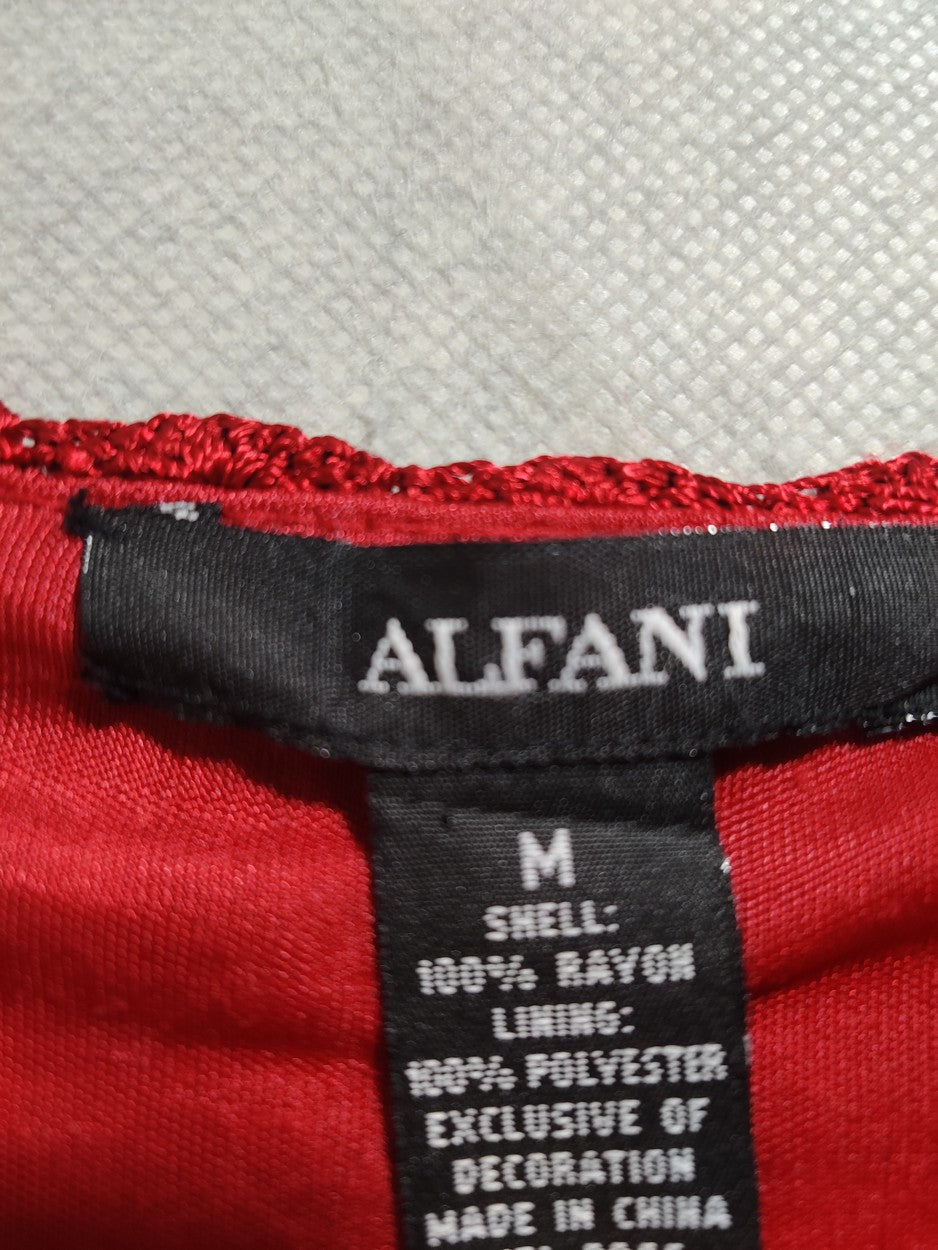 ALFANI
M
SHELL:
100% RAYON
LINING:
100% POLYESTER
EXCLUSIVE OF
DECORATION
MADE IN CHINA